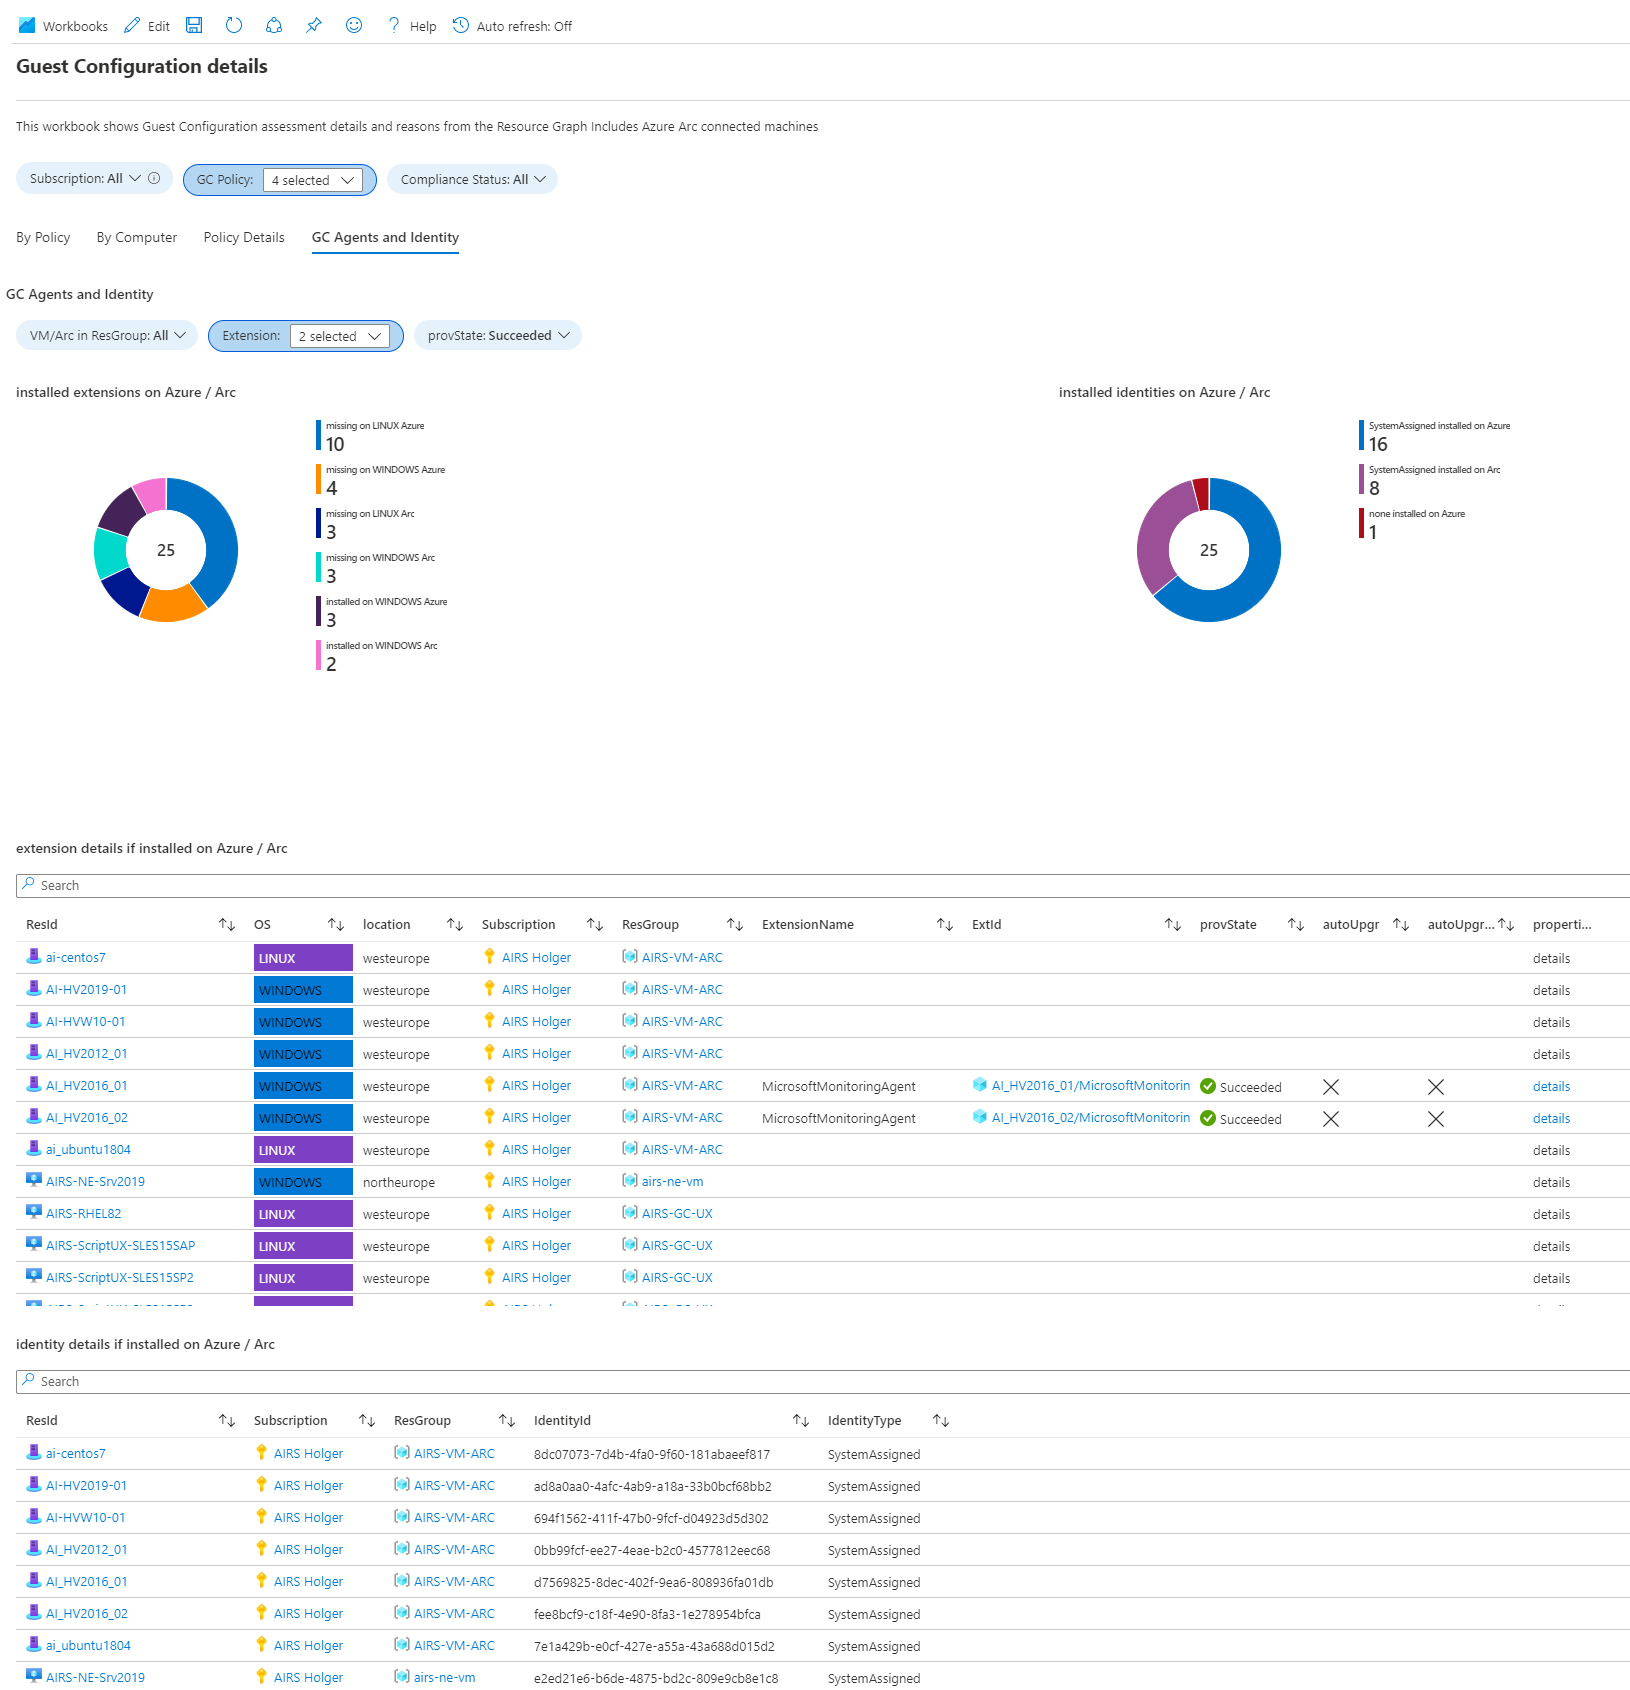 Workbooks Edit Help Auto refresh: Off
Guest Configuration details
This workbook shows Guest Configuration assessment details and reasons from the Resource Graph Includes Azure Arc connected machines
Subscription: All GC Policy: 4 selected Compliance Status: All
By Policy By Computer Policy Details GC Agents and Identity
GC Agents and Identity
VM/Arc in ResGroup: All Extension: 2 selected provState: Succeeded
installed extensions on Azure / Arc
missing on LINUX Azure
10
missing on WINDOWS Azure
4
missing on LINUX Arc
3
missing on WINDOWS Arc
3
installed on WINDOWS Azure
3
installed on WINDOWS Arc
2
25
installed identities on Azure / Arc
SystemAssigned installed on Azure
16
SystemAssigned installed on Arc
8
none installed on Azure
1
25
extension details if installed on Azure / Arc
Search
ResId OS location Subscription ResGroup ExtensionName ExtId provState autoUpgr autoUpgr... properti...
ai-centos7 LINUX westeurope AIRS Holger AIRS-VM-ARC details
AI-HV2019-01 WINDOWS westeurope AIRS Holger AIRS-VM-ARC details
AI-HVW10-01 WINDOWS westeurope AIRS Holger AIRS-VM-ARC details
AI_HV2012_01 WINDOWS westeurope AIRS Holger AIRS-VM-ARC details
AI_HV2016_01 WINDOWS westeurope AIRS Holger AIRS-VM-ARC MicrosoftMonitoringAgent AI_HV2016_01/MicrosoftMonitorin Succeeded details
AI_HV2016_02 WINDOWS westeurope AIRS Holger AIRS-VM-ARC MicrosoftMonitoringAgent AI_HV2016_02/MicrosoftMonitorin Succeeded details
ai_ubuntu1804 LINUX westeurope AIRS Holger AIRS-VM-ARC details
AIRS-NE-Srv2019 WINDOWS northeurope AIRS Holger airs-ne-vm details
AIRS-RHEL82 LINUX westeurope AIRS Holger AIRS-GC-UX details
AIRS-ScriptUX-SLES15SAP LINUX westeurope AIRS Holger AIRS-GC-UX details
AIRS-ScriptUX-SLES15SP2 LINUX westeurope AIRS Holger AIRS-GC-UX details
identity details if installed on Azure / Arc
Search
ResId Subscription ResGroup IdentityId IdentityType
ai-centos7 AIRS Holger AIRS-VM-ARC 8dc07073-7d4b-4fa0-9f60-181abaeef817 SystemAssigned
AI-HV2019-01 AIRS Holger AIRS-VM-ARC ad8a0aa0-4afc-4ab9-a18a-33b0bcf68bb2 SystemAssigned
AI-HVW10-01 AIRS Holger AIRS-VM-ARC 694f1562-411f-47b0-9fcf-d04923d5d302 SystemAssigned
AI_HV2012_01 AIRS Holger AIRS-VM-ARC 0bb99fcf-ee27-4eae-b2c0-4577812eec68 SystemAssigned
AI_HV2016_01 AIRS Holger AIRS-VM-ARC d7569825-8dec-402f-9ea6-808936fa01db SystemAssigned
AI_HV2016_02 AIRS Holger AIRS-VM-ARC fee8bcf9-c18f-4e90-8fa3-1e278954bfca SystemAssigned
ai_ubuntu1804 AIRS Holger AIRS-VM-ARC 7e1a429b-e0cf-427e-a55a-43a688d015d2 SystemAssigned
AIRS-NE-Srv2019 AIRS Holger airs-ne-vm e2ed21e6-b6de-4875-bd2c-809e9cb8e1c8 SystemAssigned